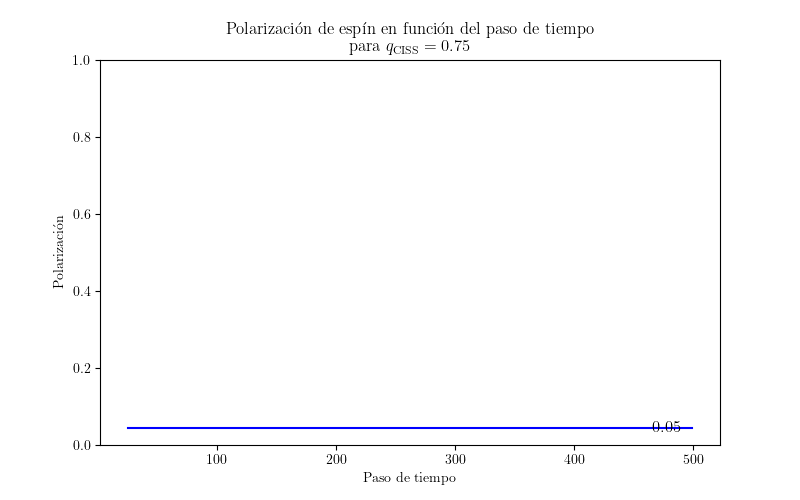 Polarización de espín en función del paso de tiempo
para q_CISS = 0.75
1.0
0.8
0.6
0.4
0.2
0.0
Polarización
0.05
100 200 300 400 500
Paso de tiempo